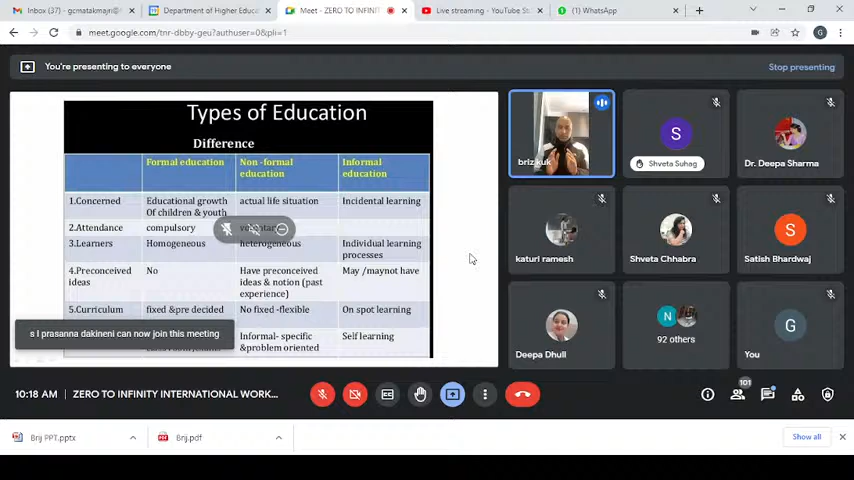 Inbox (37) - gcmatakmajri@
Department of Higher Educa
Meet - ZERO TO INFINIT
Live streaming - YouTube St
(1) WhatsApp
meet.google.com/tnr-dbby-geu?authuser=0&pli=1
G
You're presenting to everyone
Stop presenting
Types of Education
Difference
Formal education Non -formal education Informal education
1.Concerned Educational growth Of children & youth actual life situation Incidental learning
2.Attendance compulsory
3.Learners Homogeneous heterogeneous Individual learning processes
4.Preconceived ideas No Have preconceived ideas & notion (past experience) May /maynot have
5.Curriculum fixed &pre decided No fixed -flexible On spot learning
Informal- specific &problem oriented Self learning
s l prasanna dakineni can now join this meeting
briz kuk
S
Shveta Suhag
Dr. Deepa Sharma
katuri ramesh
Shveta Chhabra
S
Satish Bhardwaj
Deepa Dhull
N
92 others
G
You
10:18 AM ZERO TO INFINITY INTERNATIONAL WORK...
101
Brij PPT.pptx
Brij.pdf
Show all